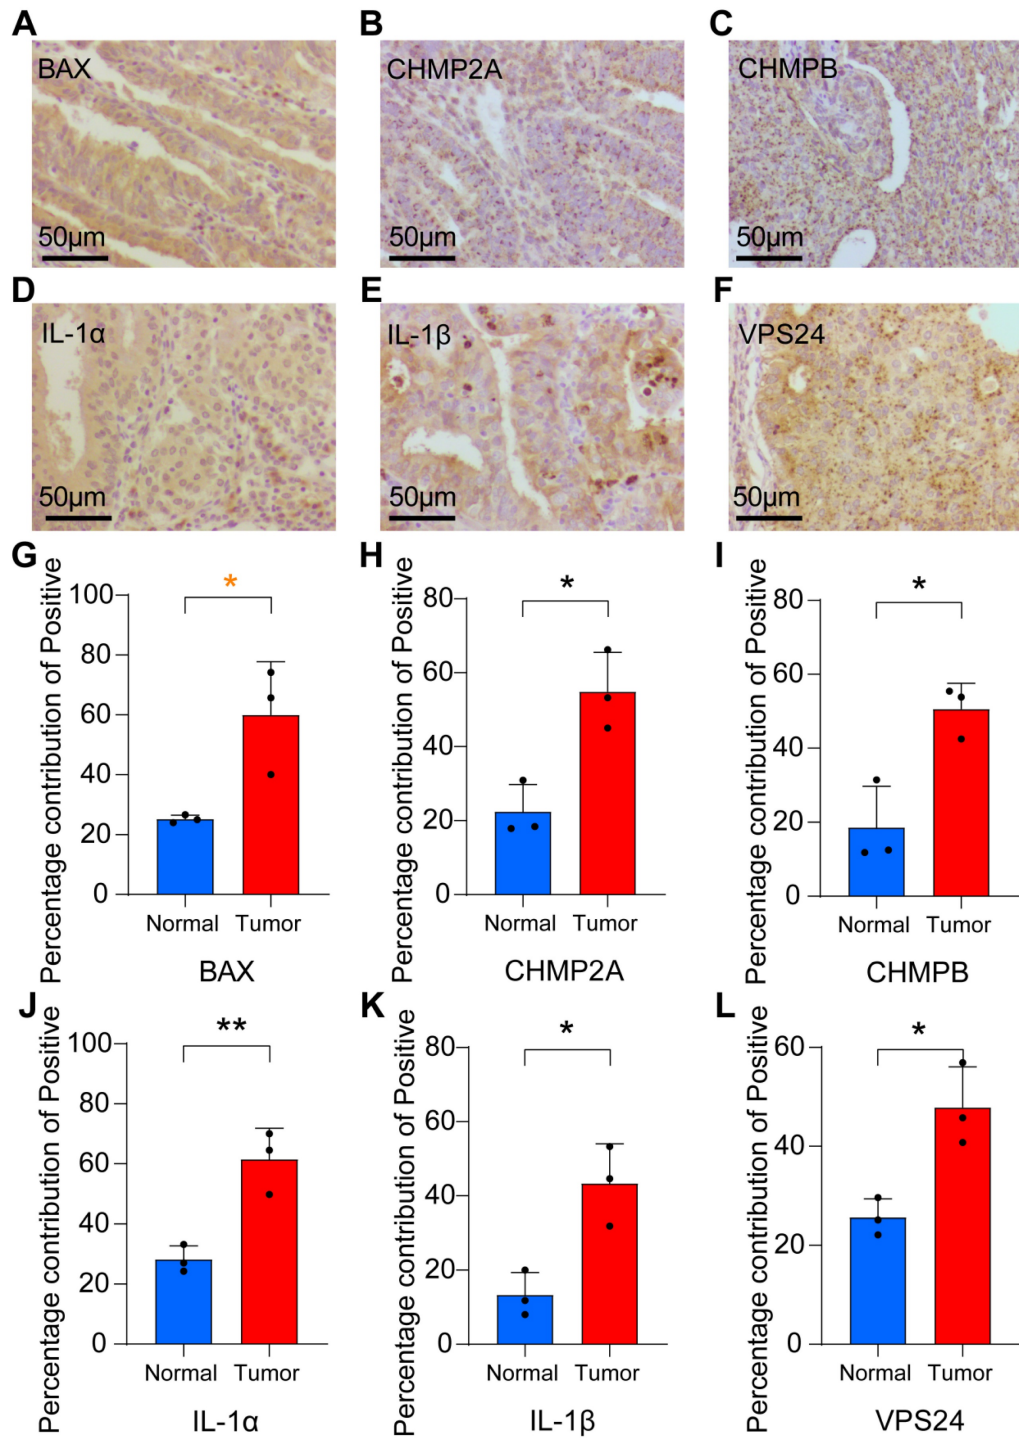 A
B
C
BAX
CHMP2A
CHMPB
50µm
50µm
50µm
D
E
F
IL-1α
IL-1β
VPS24
50µm
50µm
50µm
G
H
I
Percentage contribution of Positive
100
80
60
40
20
0
*
Normal
Tumor
BAX
Percentage contribution of Positive
80
60
40
20
0
*
Normal
Tumor
CHMP2A
Percentage contribution of Positive
80
60
40
20
0
*
Normal
Tumor
CHMPB
J
K
L
Percentage contribution of Positive
100
80
60
40
20
0
**
Normal
Tumor
IL-1α
Percentage contribution of Positive
80
60
40
20
0
*
Normal
Tumor
IL-1β
Percentage contribution of Positive
60
40
20
0
*
Normal
Tumor
VPS24